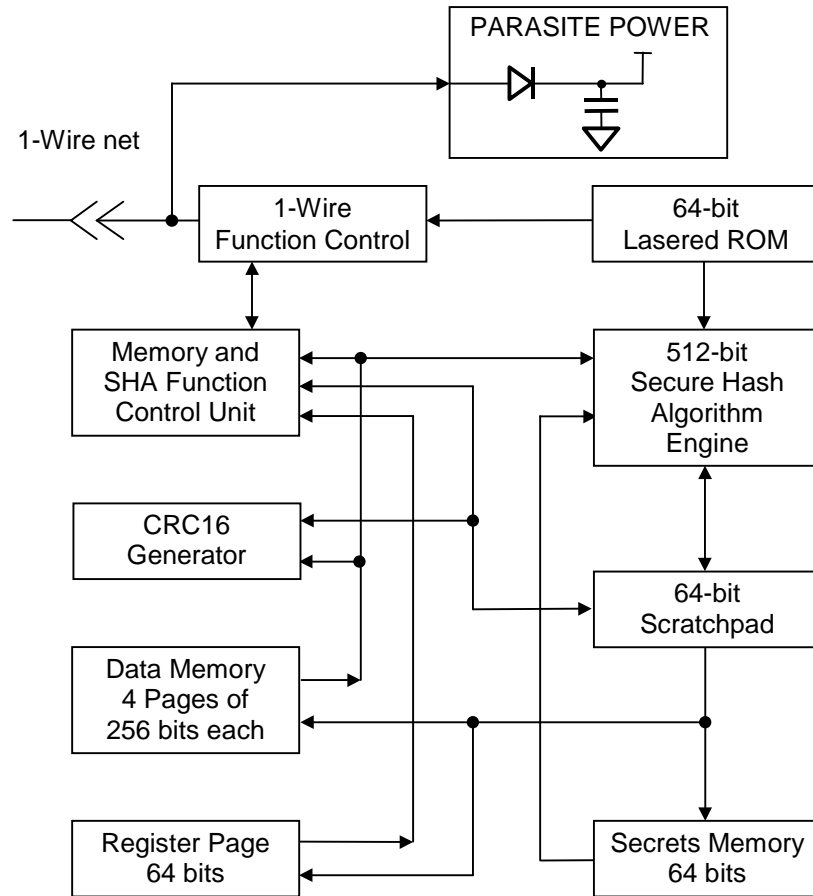 PARASITE POWER
1-Wire net
1-Wire
Function Control
64-bit
Lasered ROM
Memory and
SHA Function
Control Unit
512-bit
Secure Hash
Algorithm
Engine
CRC16
Generator
64-bit
Scratchpad
Data Memory
4 Pages of
256 bits each
Register Page
64 bits
Secrets Memory
64 bits